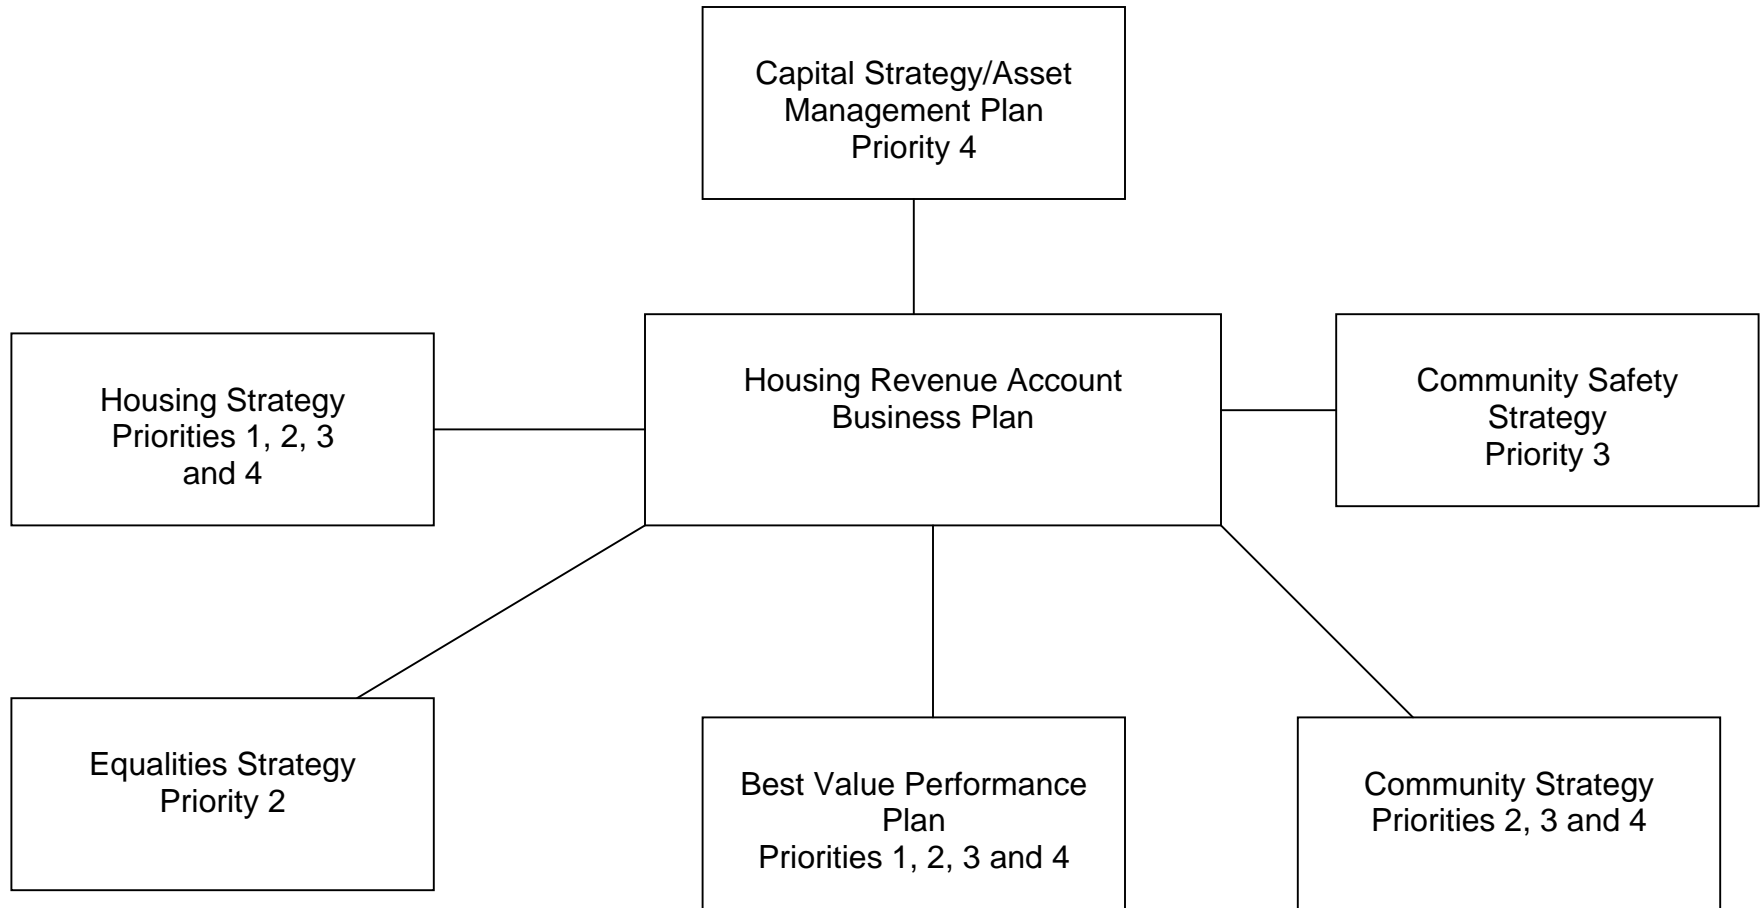 Capital Strategy/Asset
Management Plan
Priority 4
Housing Strategy
Priorities 1, 2, 3
and 4
Housing Revenue Account
Business Plan
Community Safety
Strategy
Priority 3
Equalities Strategy
Priority 2
Best Value Performance
Plan
Priorities 1, 2, 3 and 4
Community Strategy
Priorities 2, 3 and 4